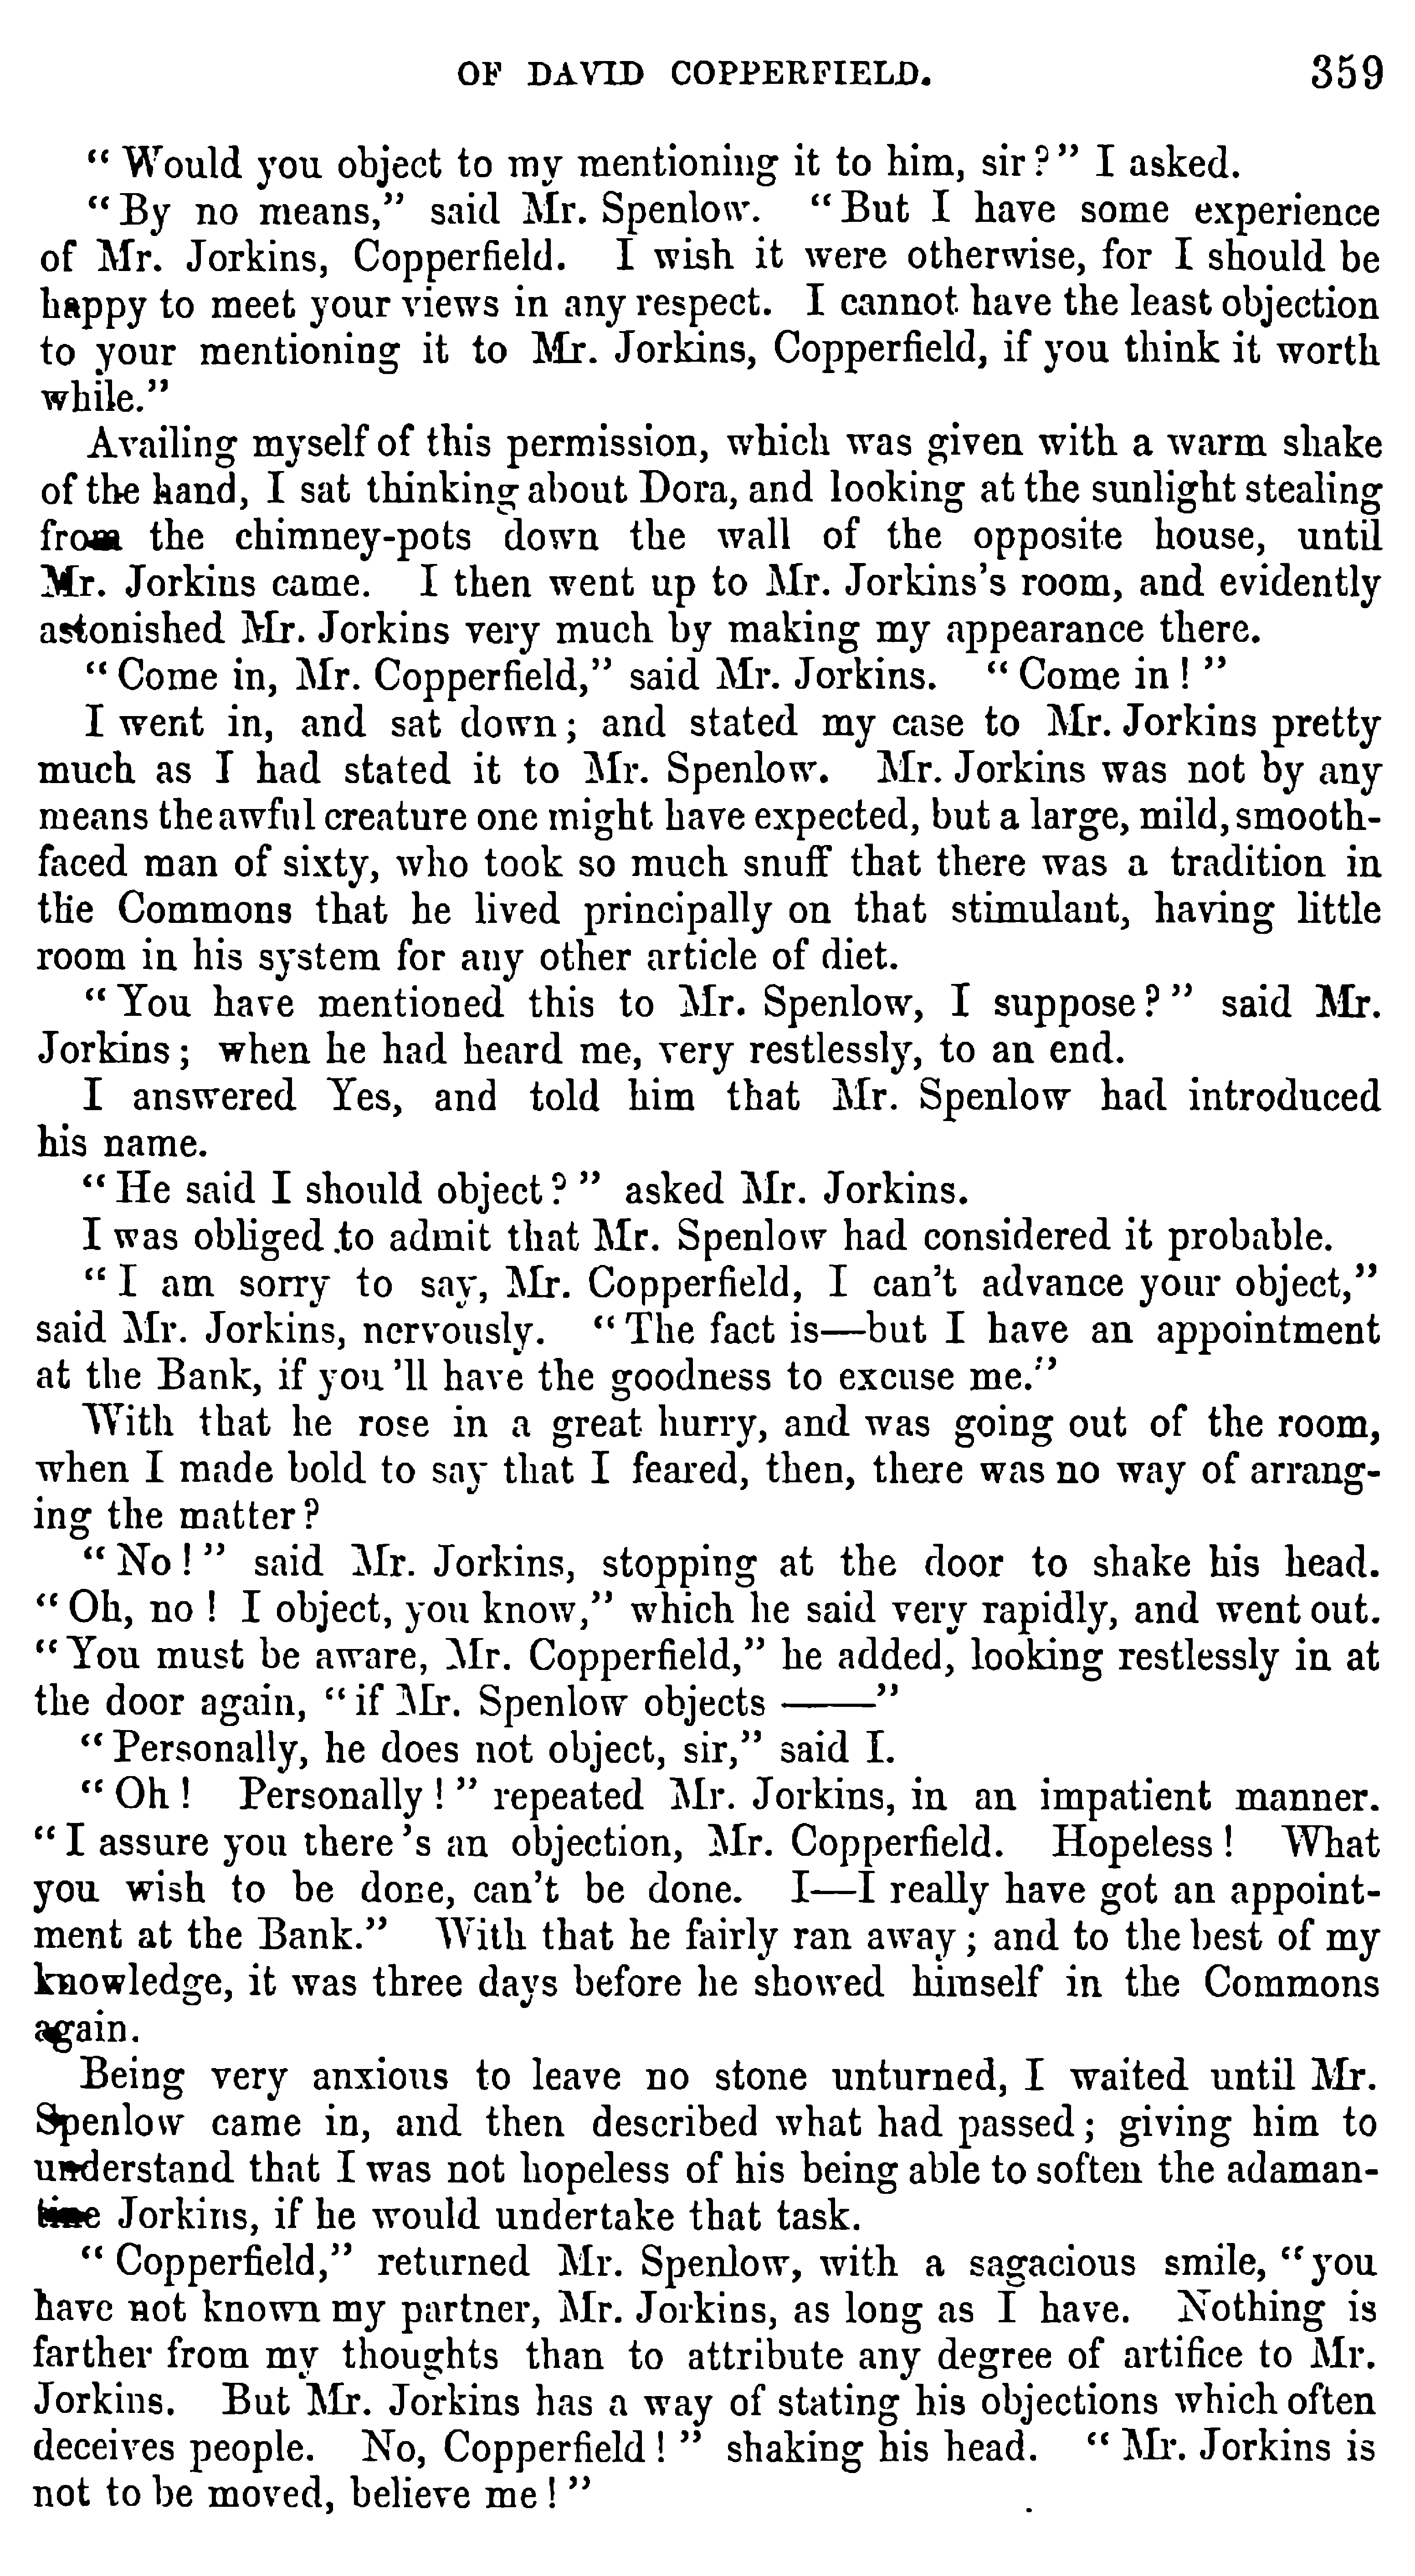 OF DAVID COPPERFIELD. 359
"Would you object to my mentioning it to him, sir?" I asked.
"By no means," said Mr. Spenlow. "But I have some experience
of Mr. Jorkins, Copperfield. I wish it were otherwise, for I should be
happy to meet your views in any respect. I cannot have the least objection
to your mentioning it to Mr. Jorkins, Copperfield, if you think it worth
while."
Availing myself of this permission, which was given with a warm shake
of the hand, I sat thinking about Dora, and looking at the sunlight stealing
from the chimney-pots down the wall of the opposite house, until
Mr. Jorkins came. I then went up to Mr. Jorkins's room, and evidently
astonished Mr. Jorkins very much by making my appearance there.
"Come in, Mr. Copperfield," said Mr. Jorkins. "Come in!"
I went in, and sat down; and stated my case to Mr. Jorkins pretty
much as I had stated it to Mr. Spenlow. Mr. Jorkins was not by any
means the awful creature one might have expected, but a large, mild, smooth-
faced man of sixty, who took so much snuff that there was a tradition in
the Commons that he lived principally on that stimulant, having little
room in his system for any other article of diet.
"You have mentioned this to Mr. Spenlow, I suppose?" said Mr.
Jorkins; when he had heard me, very restlessly, to an end.
I answered Yes, and told him that Mr. Spenlow had introduced
his name.
"He said I should object?" asked Mr. Jorkins.
I was obliged to admit that Mr. Spenlow had considered it probable.
"I am sorry to say, Mr. Copperfield, I can't advance your object,"
said Mr. Jorkins, nervously. "The fact is—but I have an appointment
at the Bank, if you'll have the goodness to excuse me."
With that he rose in a great hurry, and was going out of the room,
when I made bold to say that I feared, then, there was no way of arrang-
ing the matter?
"No!" said Mr. Jorkins, stopping at the door to shake his head.
"Oh, no! I object, you know," which he said very rapidly, and went out.
"You must be aware, Mr. Copperfield," he added, looking restlessly in at
the door again, "if Mr. Spenlow objects ——"
"Personally, he does not object, sir," said I.
"Oh! Personally!" repeated Mr. Jorkins, in an impatient manner.
"I assure you there's an objection, Mr. Copperfield. Hopeless! What
you wish to be done, can't be done. I—I really have got an appoint-
ment at the Bank." With that he fairly ran away; and to the best of my
knowledge, it was three days before he showed himself in the Commons
again.
Being very anxious to leave no stone unturned, I waited until Mr.
Spenlow came in, and then described what had passed; giving him to
understand that I was not hopeless of his being able to soften the adaman-
tine Jorkins, if he would undertake that task.
"Copperfield," returned Mr. Spenlow, with a sagacious smile, "you
have not known my partner, Mr. Jorkins, as long as I have. Nothing is
farther from my thoughts than to attribute any degree of artifice to Mr.
Jorkins. But Mr. Jorkins has a way of stating his objections which often
deceives people. No, Copperfield!" shaking his head. "Mr. Jorkins is
not to be moved, believe me!"